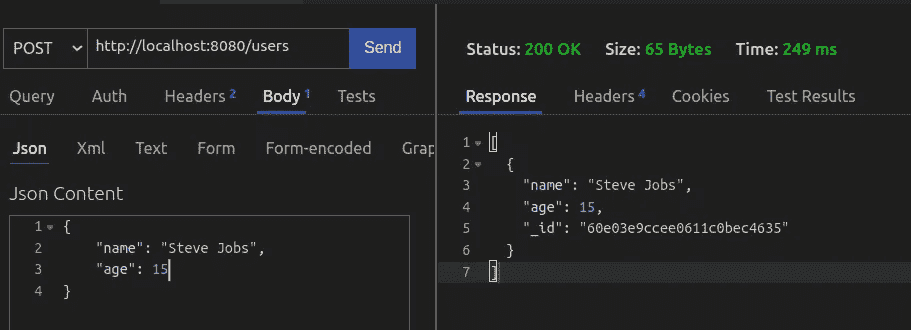 POST http://localhost:8080/users Send
Query Auth Headers 2 Body 1 Tests
Json Xml Text Form Form-encoded Grap
Json Content
1 {
2 "name": "Steve Jobs",
3 "age": 15
4 }
Status: 200 OK Size: 65 Bytes Time: 249 ms
Response Headers 4 Cookies Test Results
1 [
2 {
3 "name": "Steve Jobs",
4 "age": 15,
5 "_id": "60e03e9ccee0611c0bec4635"
6 }
7 ]